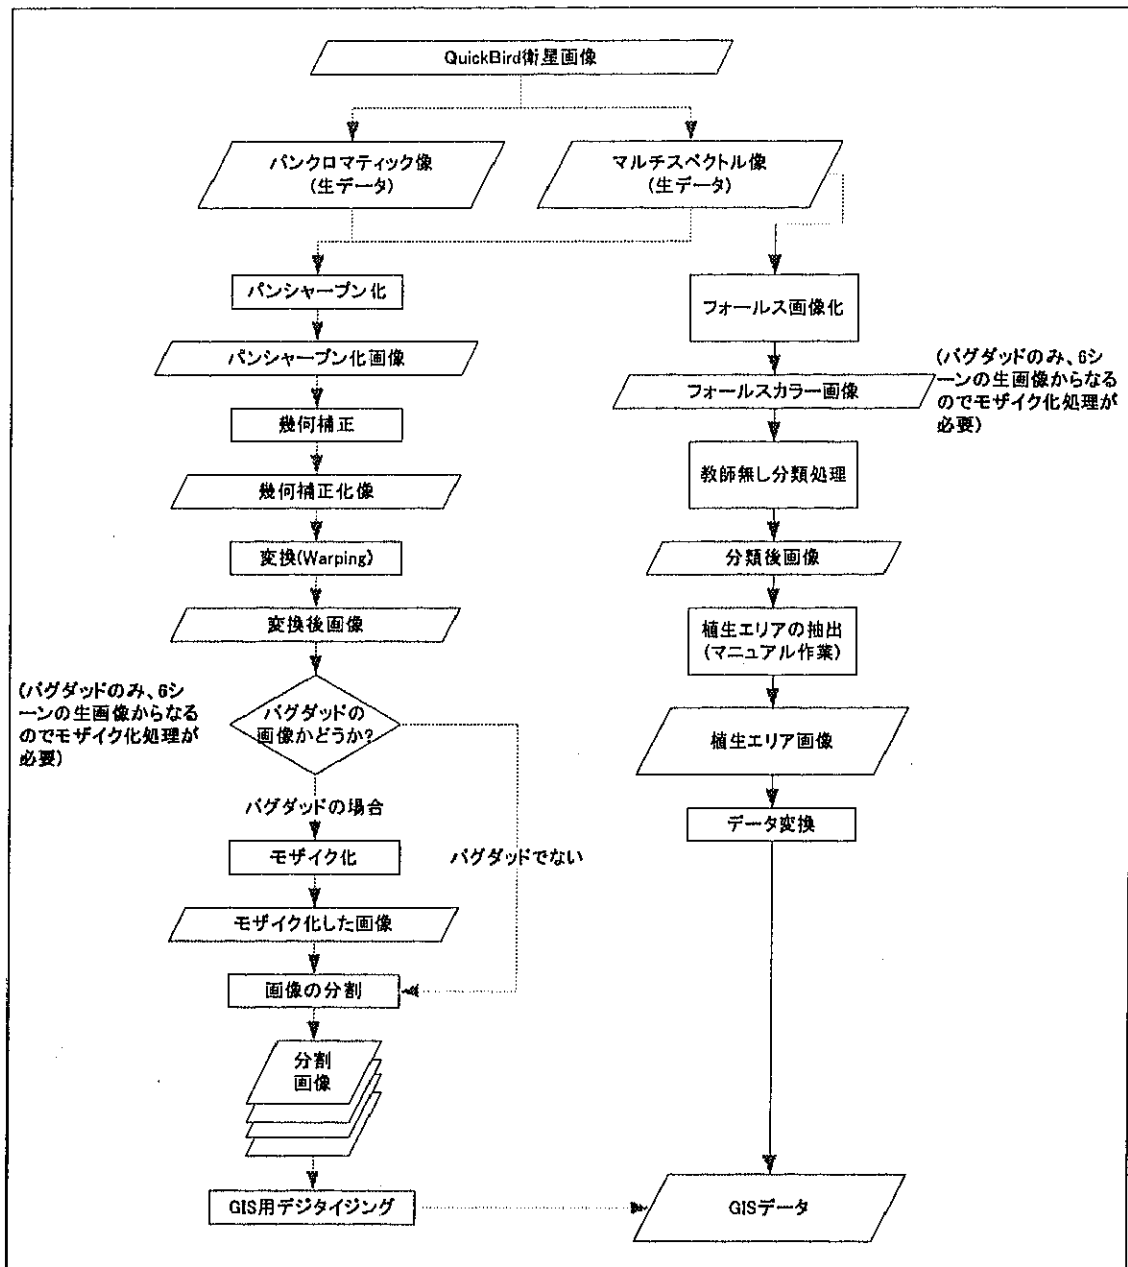 QuickBird衛星画像
パンクロマティック像
(生データ)
マルチスペクトル像
(生データ)
パンシャープン化
パンシャープン化画像
幾何補正
幾何補正化像
変換(Warping)
変換後画像
(バグダッドのみ、6シ
ーンの生画像からなる
のでモザイク化処理が
必要)
バグダッドの
画像かどうか?
バグダッドの場合
バグダッドでない
モザイク化
モザイク化した画像
画像の分割
分割
画像
GIS用デジタイジング
フォールス画像化
フォールスカラー画像
(バグダッドのみ、6シ
ーンの生画像からなる
のでモザイク化処理が
必要)
教師無し分類処理
分類後画像
植生エリアの抽出
(マニュアル作業)
植生エリア画像
データ変換
GISデータ